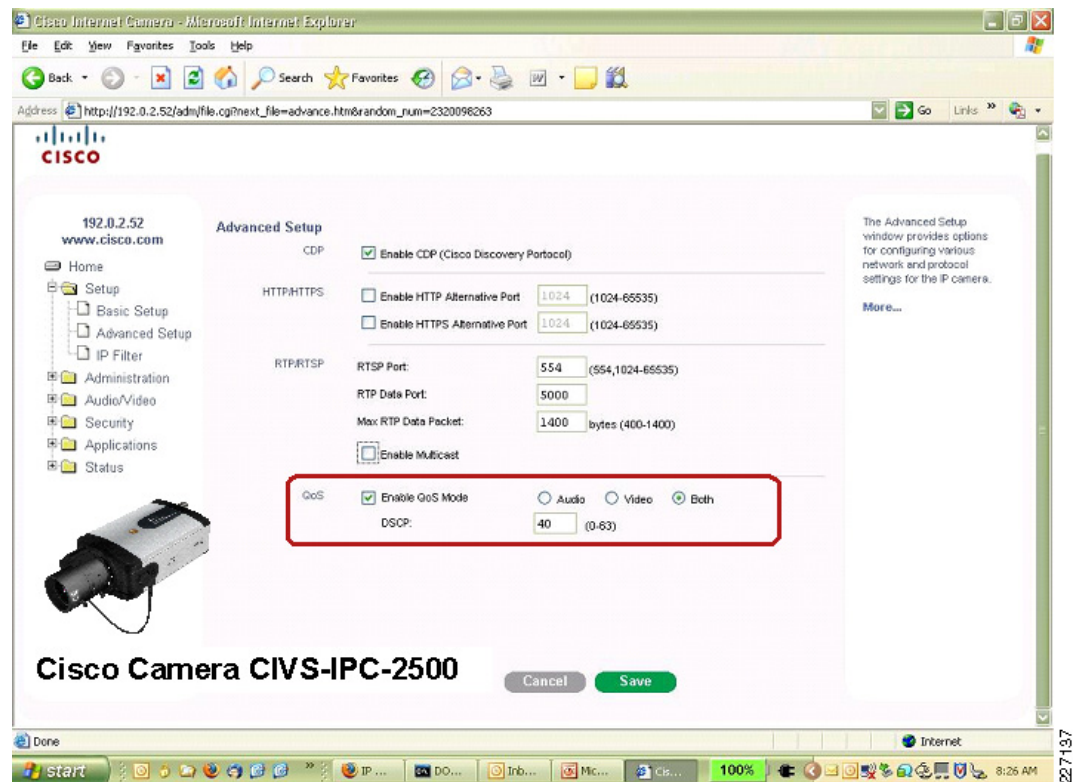 Cisco Internet Camera - Microsoft Internet Explorer
File Edit View Favorites Tools Help
Back Search Favorites
Address http://192.0.2.52/adm/file.cgi?next_file=advance.htm&random_num=2320098263 Go Links »
CISCO
192.0.2.52
www.cisco.com
Home
Setup
Basic Setup
Advanced Setup
IP Filter
Administration
Audio/Video
Security
Applications
Status
Advanced Setup
CDP Enable CDP (Cisco Discovery Portocol)
HTTP/HTTPS Enable HTTP Alternative Port 1024 (1024-65535)
Enable HTTPS Alternative Port 1024 (1024-65535)
RTP/RTSP RTSP Port: 554 (554,1024-65535)
RTP Data Port: 5000
Max RTP Data Packet: 1400 bytes (400-1400)
Enable Multicast
QoS Enable QoS Mode Audio Video Both
DSCP: 40 (0-63)
The Advanced Setup
window provides options
for configuring various
network and protocol
settings for the IP camera.
More...
Cisco Camera CIVS-IPC-2500
Cancel Save
Done Internet
start » IP ... DO... Inb... Mic... Cis... 100% 8:26 AM
227137